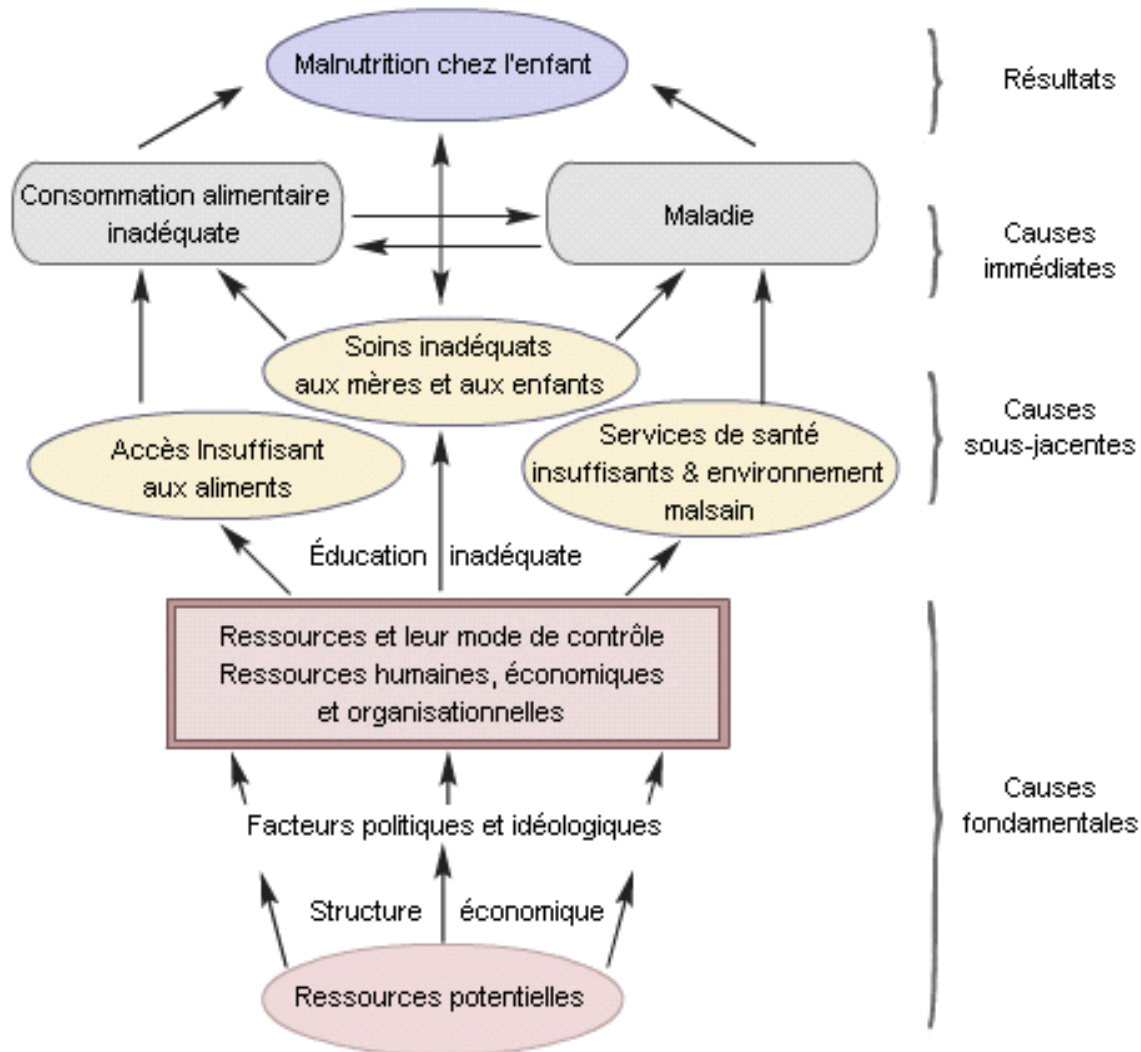 Malnutrition chez l'enfant
Résultats
Consommation alimentaire
inadéquate
Maladie
Causes
immédiates
Soins inadéquats
aux mères et aux enfants
Accès Insuffisant
aux aliments
Services de santé
insuffisants & environnement
malsain
Causes
sous-jacentes
Éducation inadéquate
Ressources et leur mode de contrôle
Ressources humaines, économiques
et organisationnelles
Facteurs politiques et idéologiques
Structure économique
Ressources potentielles
Causes
fondamentales